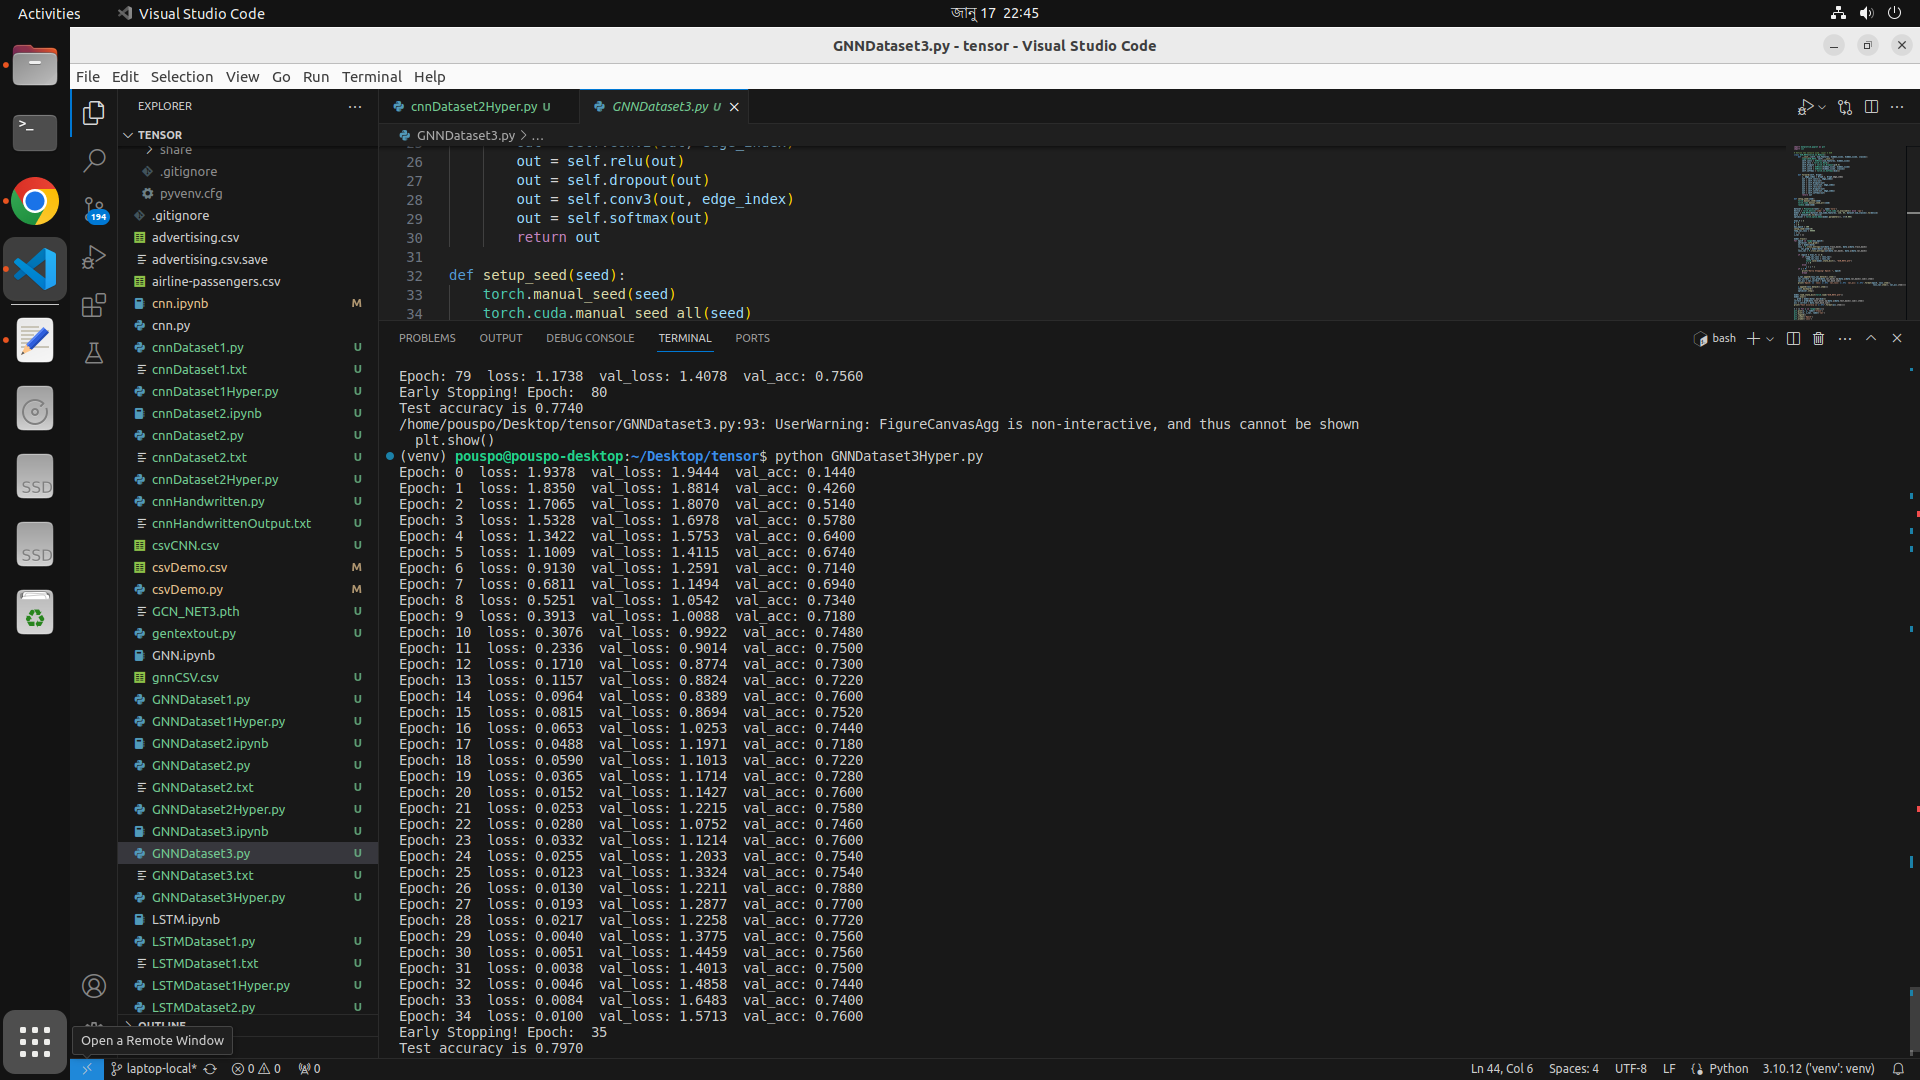 Activities
Visual Studio Code
জানু 17 22:45
GNNDataset3.py - tensor - Visual Studio Code
File Edit Selection View Go Run Terminal Help
EXPLORER
TENSOR
share
.gitignore
pyvenv.cfg
.gitignore
advertising.csv
advertising.csv.save
airline-passengers.csv
cnn.ipynb M
cnn.py
cnnDataset1.py U
cnnDataset1.txt U
cnnDataset1Hyper.py U
cnnDataset2.ipynb U
cnnDataset2.py U
cnnDataset2.txt U
cnnDataset2Hyper.py U
cnnHandwritten.py U
cnnHandwrittenOutput.txt U
csvCNN.csv U
csvDemo.csv M
csvDemo.py M
GCN_NET3.pth U
gentextout.py U
GNN.ipynb
gnnCSV.csv U
GNNDataset1.py U
GNNDataset1Hyper.py U
GNNDataset2.ipynb U
GNNDataset2.py U
GNNDataset2.txt U
GNNDataset2Hyper.py U
GNNDataset3.ipynb U
GNNDataset3.py U
GNNDataset3.txt U
GNNDataset3Hyper.py U
LSTM.ipynb
LSTMDataset1.py U
LSTMDataset1.txt U
LSTMDataset1Hyper.py U
LSTMDataset2.py U
OUTLINE
Open a Remote Window
194
SSD
SSD
cnnDataset2Hyper.py U
GNNDataset3.py U
GNNDataset3.py > ...
26 out = self.relu(out)
27 out = self.dropout(out)
28 out = self.conv3(out, edge_index)
29 out = self.softmax(out)
30 return out
31
32 def setup_seed(seed):
33 torch.manual_seed(seed)
34 torch.cuda.manual_seed_all(seed)
PROBLEMS OUTPUT DEBUG CONSOLE TERMINAL PORTS
bash
Epoch: 79 loss: 1.1738 val_loss: 1.4078 val_acc: 0.7560
Early Stopping! Epoch: 80
Test accuracy is 0.7740
/home/pouspo/Desktop/tensor/GNNDataset3.py:93: UserWarning: FigureCanvasAgg is non-interactive, and thus cannot be shown
plt.show()
(venv) pouspo@pouspo-desktop:~/Desktop/tensor$ python GNNDataset3Hyper.py
Epoch: 0 loss: 1.9378 val_loss: 1.9444 val_acc: 0.1440
Epoch: 1 loss: 1.8350 val_loss: 1.8814 val_acc: 0.4260
Epoch: 2 loss: 1.7065 val_loss: 1.8070 val_acc: 0.5140
Epoch: 3 loss: 1.5328 val_loss: 1.6978 val_acc: 0.5780
Epoch: 4 loss: 1.3422 val_loss: 1.5753 val_acc: 0.6400
Epoch: 5 loss: 1.1009 val_loss: 1.4115 val_acc: 0.6740
Epoch: 6 loss: 0.9130 val_loss: 1.2591 val_acc: 0.7140
Epoch: 7 loss: 0.6811 val_loss: 1.1494 val_acc: 0.6940
Epoch: 8 loss: 0.5251 val_loss: 1.0542 val_acc: 0.7340
Epoch: 9 loss: 0.3913 val_loss: 1.0088 val_acc: 0.7180
Epoch: 10 loss: 0.3076 val_loss: 0.9922 val_acc: 0.7480
Epoch: 11 loss: 0.2336 val_loss: 0.9014 val_acc: 0.7500
Epoch: 12 loss: 0.1710 val_loss: 0.8774 val_acc: 0.7300
Epoch: 13 loss: 0.1157 val_loss: 0.8824 val_acc: 0.7220
Epoch: 14 loss: 0.0964 val_loss: 0.8389 val_acc: 0.7600
Epoch: 15 loss: 0.0815 val_loss: 0.8694 val_acc: 0.7520
Epoch: 16 loss: 0.0653 val_loss: 1.0253 val_acc: 0.7440
Epoch: 17 loss: 0.0488 val_loss: 1.1971 val_acc: 0.7180
Epoch: 18 loss: 0.0590 val_loss: 1.1013 val_acc: 0.7220
Epoch: 19 loss: 0.0365 val_loss: 1.1714 val_acc: 0.7280
Epoch: 20 loss: 0.0152 val_loss: 1.1427 val_acc: 0.7600
Epoch: 21 loss: 0.0253 val_loss: 1.2215 val_acc: 0.7580
Epoch: 22 loss: 0.0280 val_loss: 1.0752 val_acc: 0.7460
Epoch: 23 loss: 0.0332 val_loss: 1.1214 val_acc: 0.7600
Epoch: 24 loss: 0.0255 val_loss: 1.2033 val_acc: 0.7540
Epoch: 25 loss: 0.0123 val_loss: 1.3324 val_acc: 0.7540
Epoch: 26 loss: 0.0130 val_loss: 1.2211 val_acc: 0.7880
Epoch: 27 loss: 0.0193 val_loss: 1.2877 val_acc: 0.7700
Epoch: 28 loss: 0.0217 val_loss: 1.2258 val_acc: 0.7720
Epoch: 29 loss: 0.0040 val_loss: 1.3775 val_acc: 0.7560
Epoch: 30 loss: 0.0051 val_loss: 1.4459 val_acc: 0.7560
Epoch: 31 loss: 0.0038 val_loss: 1.4013 val_acc: 0.7500
Epoch: 32 loss: 0.0046 val_loss: 1.4858 val_acc: 0.7440
Epoch: 33 loss: 0.0084 val_loss: 1.6483 val_acc: 0.7400
Epoch: 34 loss: 0.0100 val_loss: 1.5713 val_acc: 0.7600
Early Stopping! Epoch: 35
Test accuracy is 0.7970
laptop-local* 0 0 0
Ln 44, Col 6 Spaces: 4 UTF-8 LF Python 3.10.12 ('venv': venv)